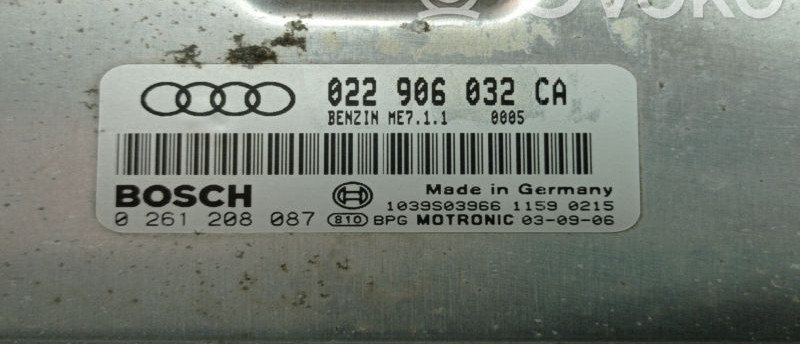 OVOKO
022 906 032 CA
BENZIN ME7.1.1 0005
BOSCH
Made in Germany
0 261 208 087
1039S03966 1159 0215
810 BPG MOTRONIC 03-09-06